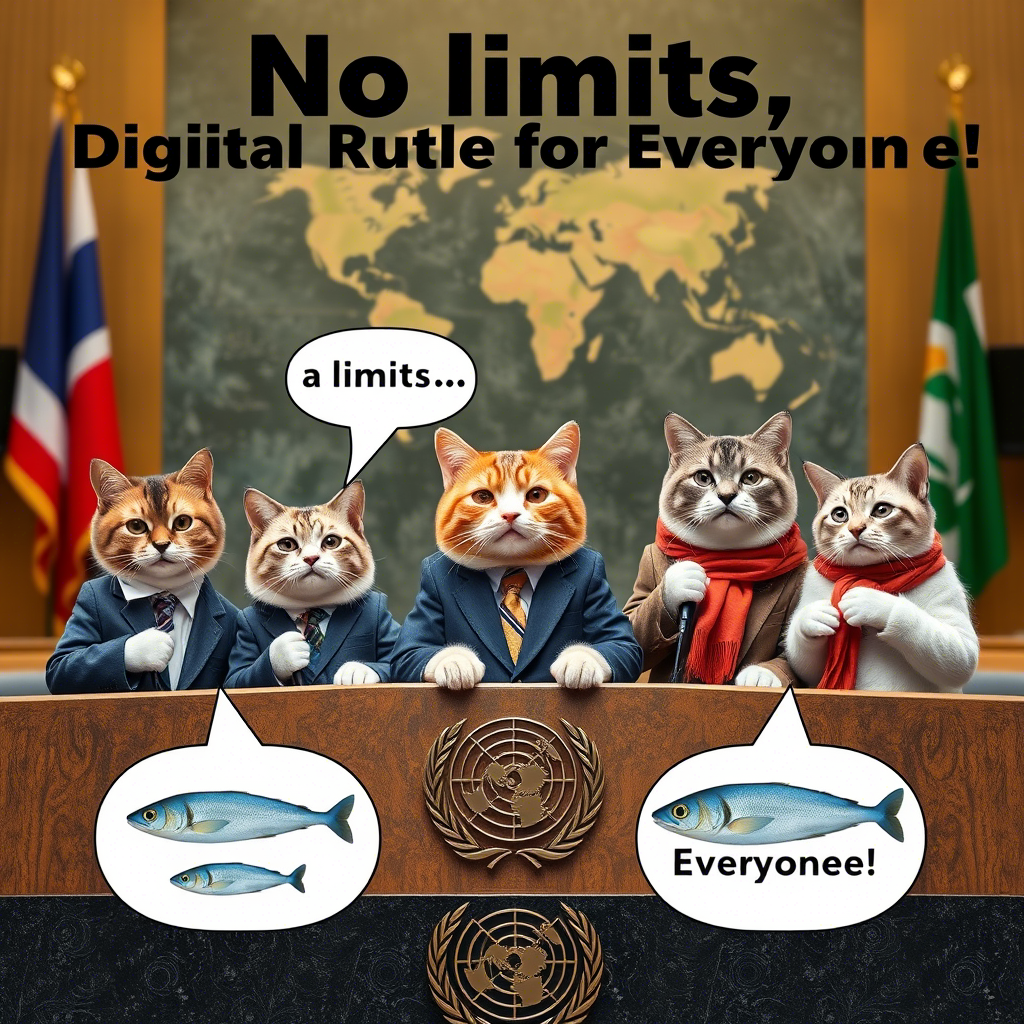 No limits,
Digiital Rutle for Everyoın e!
a limits...
Everyonee!